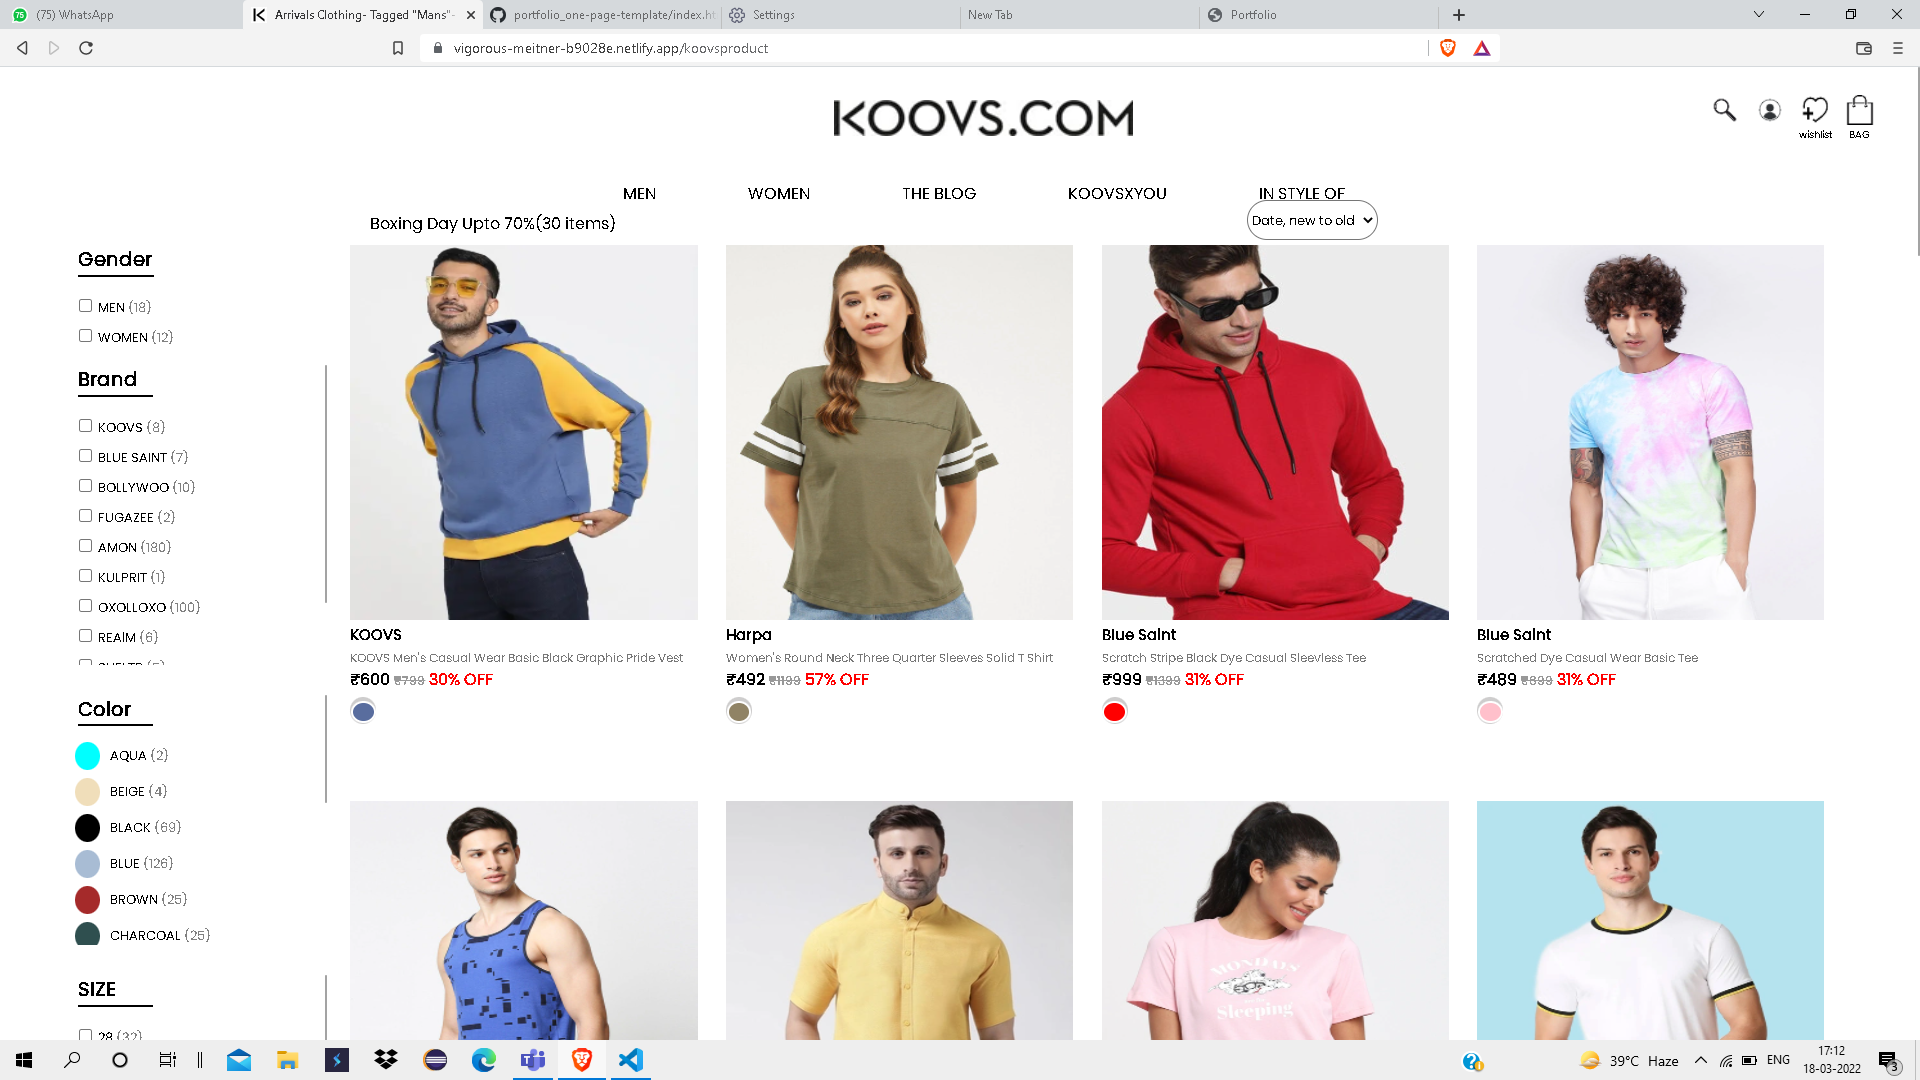 (75) WhatsApp
Arrivals Clothing- Tagged "Mans"-
portfolio_one-page-template/index.ht
Settings
New Tab
Portfolio
vigorous-meitner-b9028e.netlify.app/koovsproduct
KOOVS.COM
wishlist
BAG
MEN
WOMEN
THE BLOG
KOOVSXYOU
IN STYLE OF
Boxing Day Upto 70%(30 items)
Date, new to old
Gender
MEN (18)
WOMEN (12)
Brand
KOOVS (8)
BLUE SAINT (7)
BOLLYWOO (10)
FUGAZEE (2)
AMON (180)
KULPRIT (1)
OXOLLOXO (100)
REAlM (6)
Color
AQUA (2)
BEIGE (4)
BLACK (69)
BLUE (126)
BROWN (25)
CHARCOAL (25)
SIZE
28 (32)
KOOVS
KOOVS Men's Casual Wear Basic Black Graphic Pride Vest
₹600 ₹799 30% OFF
Harpa
Women's Round Neck Three Quarter Sleeves Solid T Shirt
₹492 ₹1199 57% OFF
Blue Saint
Scratch Stripe Black Dye Casual Sleevless Tee
₹999 ₹1399 31% OFF
Blue Saint
Scratched Dye Casual Wear Basic Tee
₹489 ₹699 31% OFF
MONDAYS
Sleeping
39°C Haze
ENG
17:12
18-03-2022
3